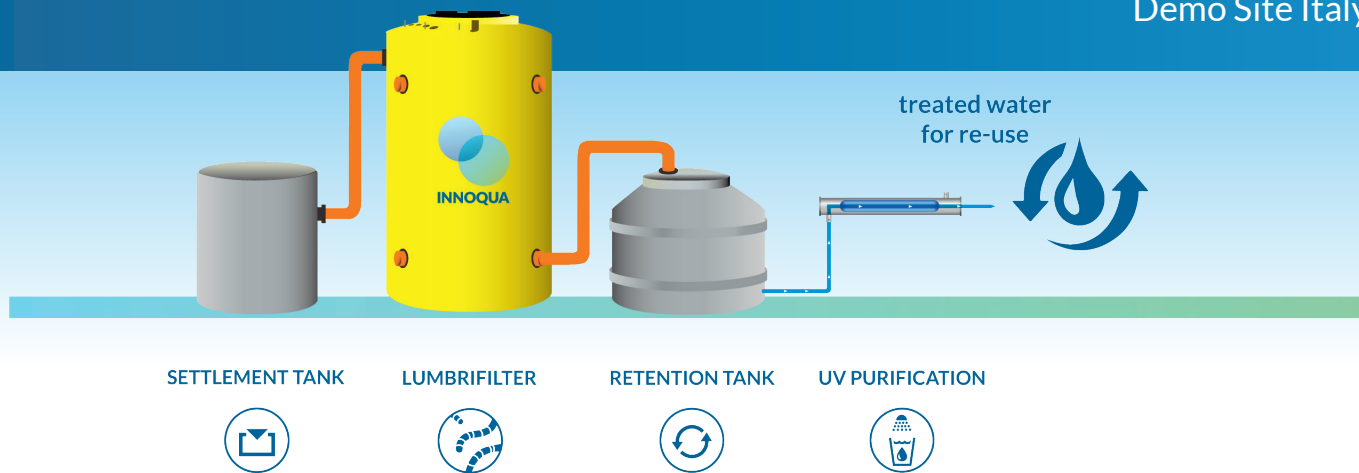 Demo Site Italy
treated water
for re-use
INNOQUA
SETTLEMENT TANK
LUMBRIFILTER
RETENTION TANK
UV PURIFICATION